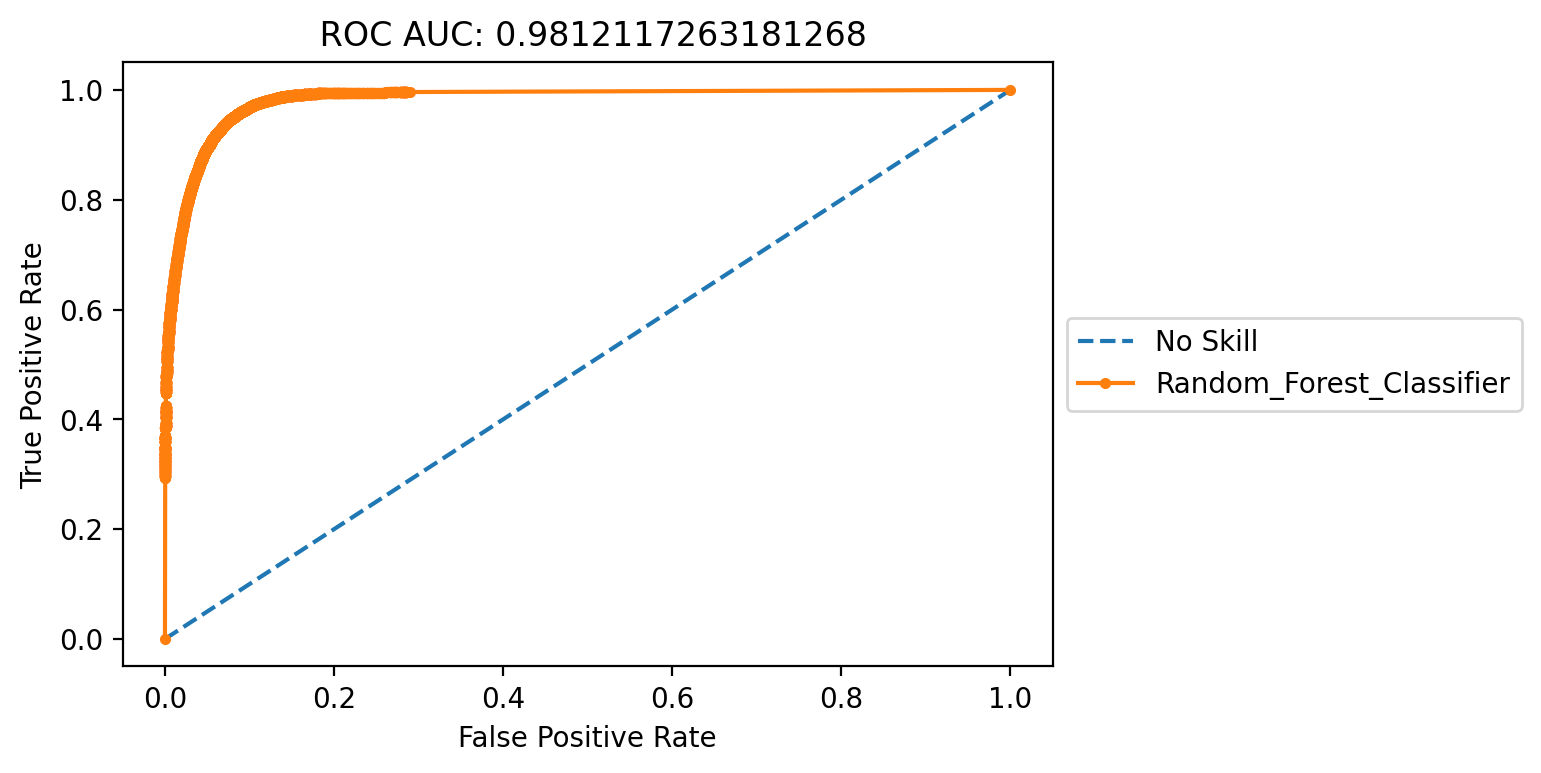 ROC AUC: 0.9812117263181268
1.0
0.8
0.6
0.4
0.2
0.0
True Positive Rate
0.0 0.2 0.4 0.6 0.8 1.0
False Positive Rate
No Skill
Random_Forest_Classifier